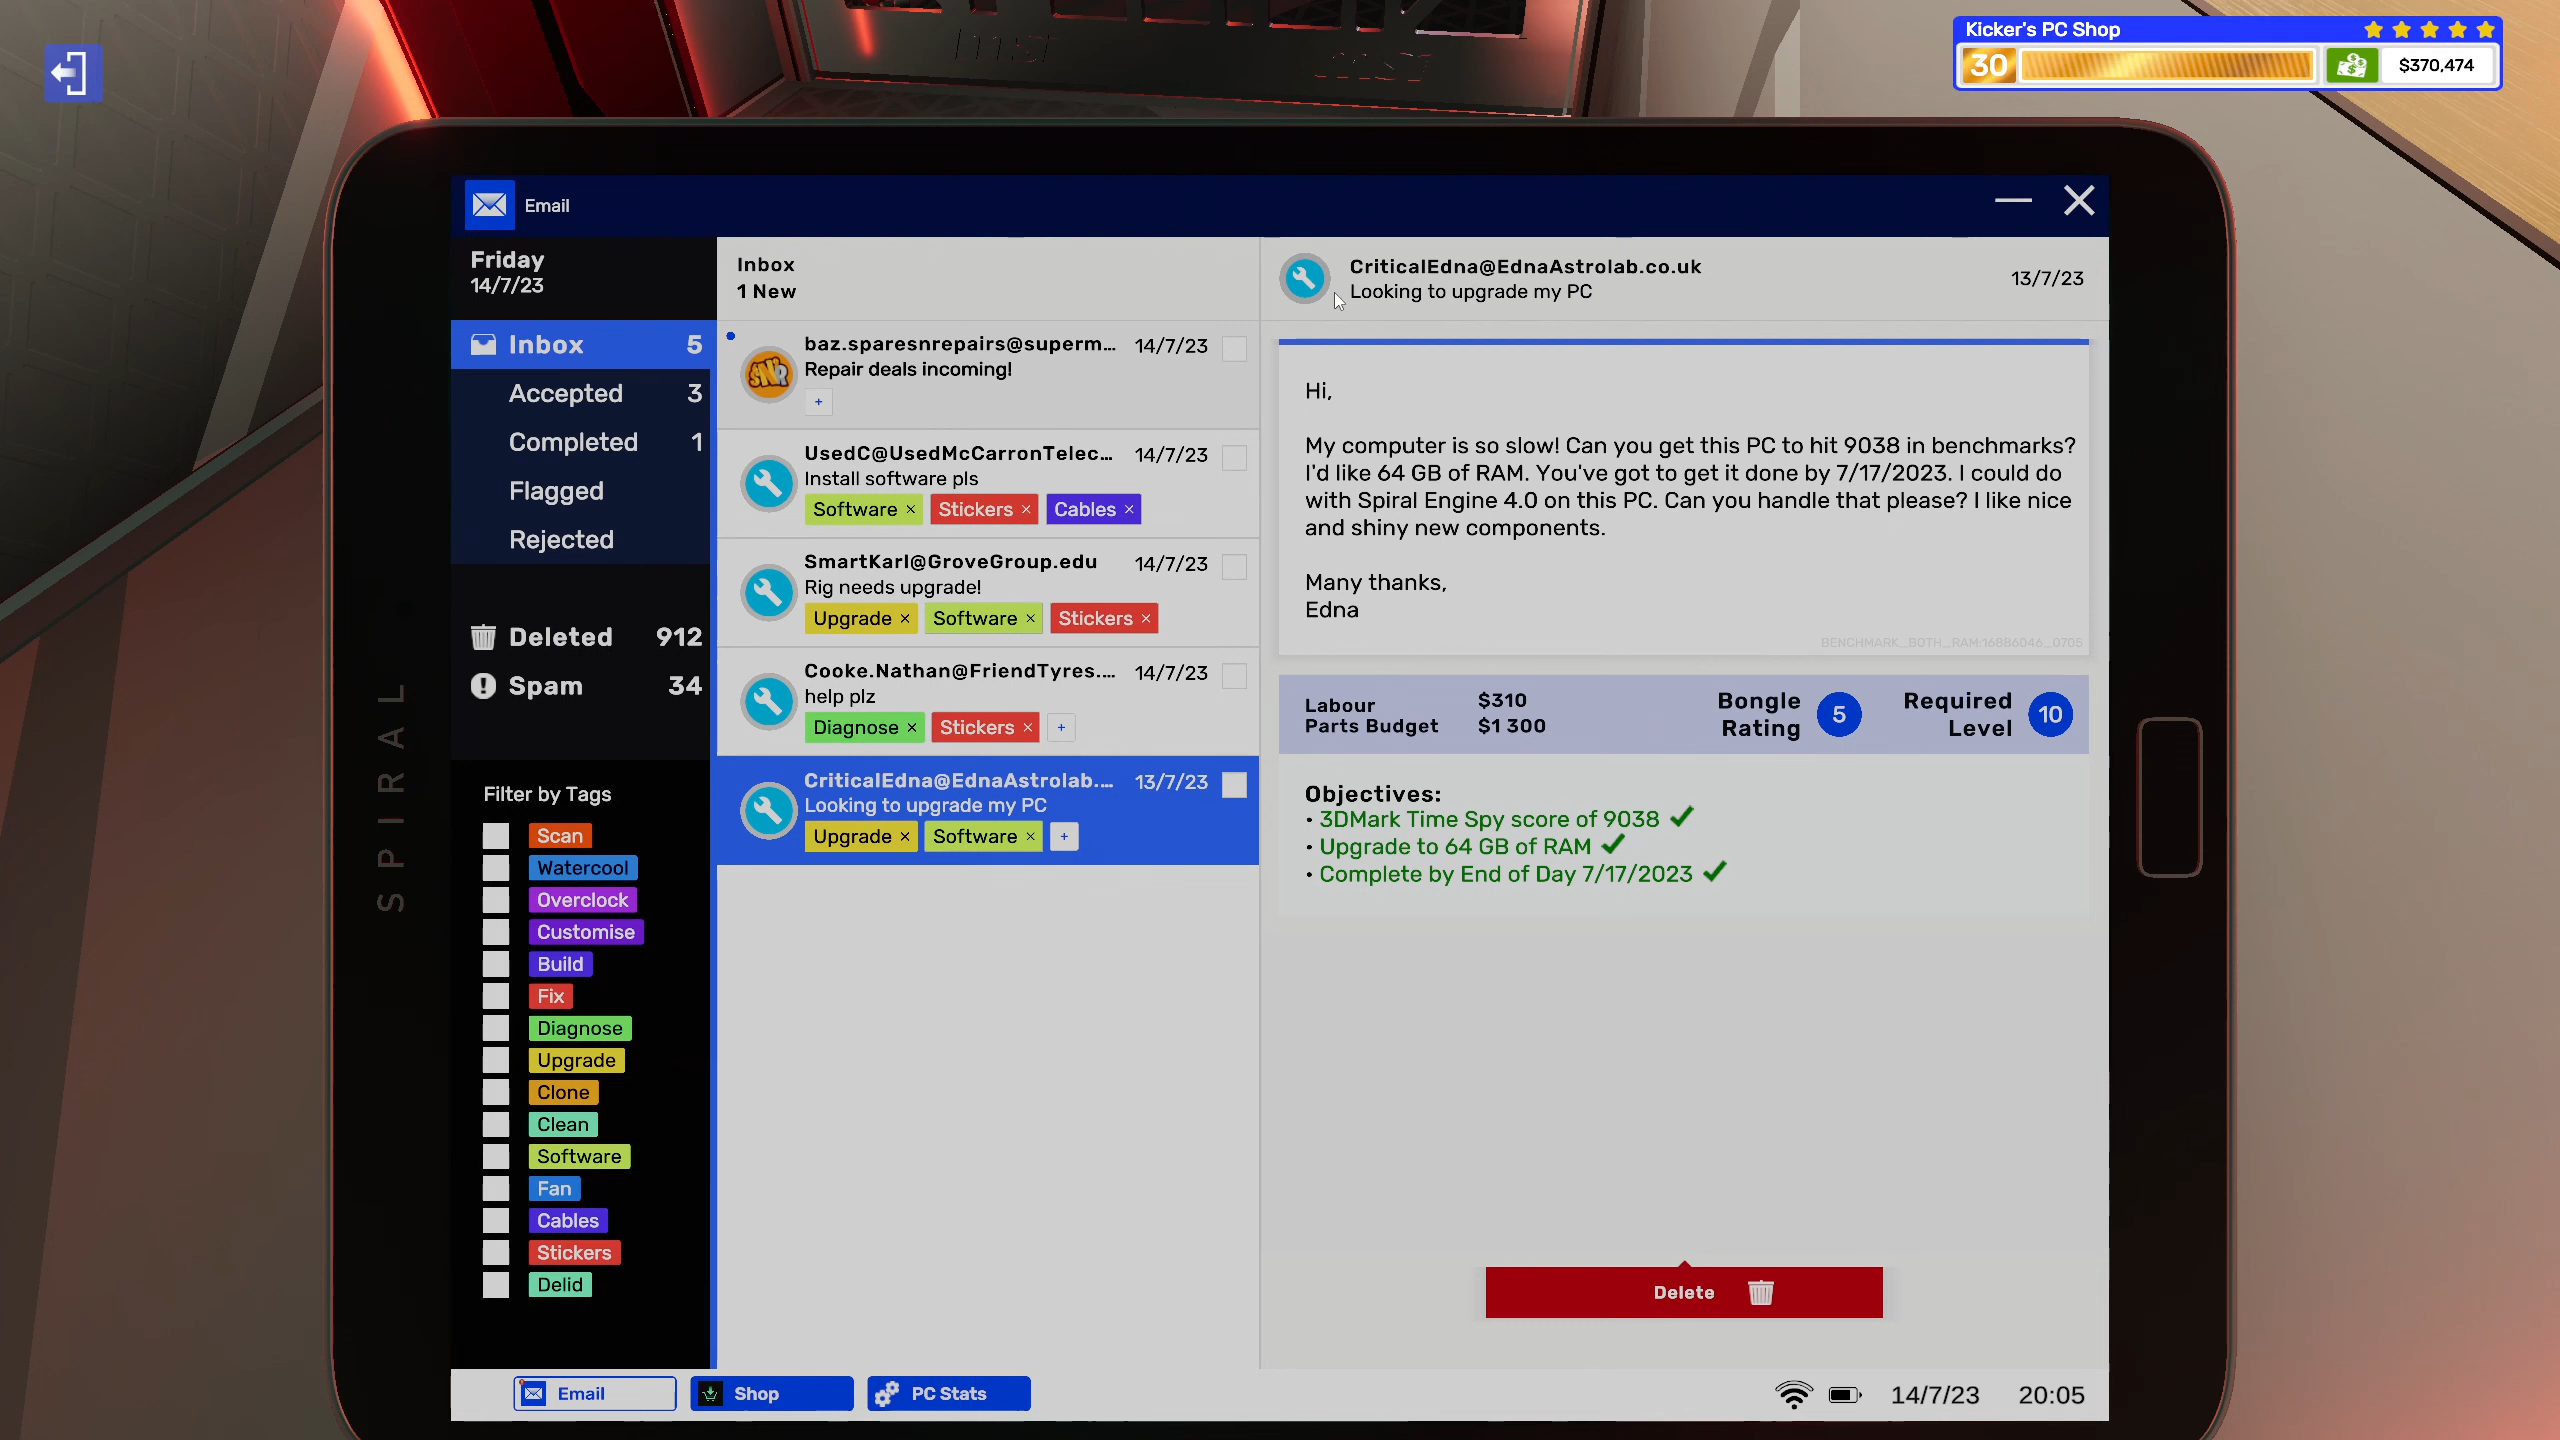 Kicker's PC Shop
30
$370,474
Email
Friday
14/7/23
Inbox 5
Accepted 3
Completed 1
Flagged
Rejected
Deleted 912
Spam 34
Filter by Tags
Scan
Watercool
Overclock
Customise
Build
Fix
Diagnose
Upgrade
Clone
Clean
Software
Fan
Cables
Stickers
Delid
Inbox
1 New
baz.sparesnrepairs@superm... 14/7/23
SNR
Repair deals incoming!
+
UsedC@UsedMcCarronTelec... 14/7/23
Install software pls
Software × Stickers × Cables ×
SmartKarl@GroveGroup.edu 14/7/23
Rig needs upgrade!
Upgrade × Software × Stickers ×
Cooke.Nathan@FriendTyres.... 14/7/23
help plz
Diagnose × Stickers × +
CriticalEdna@EdnaAstrolab.... 13/7/23
Looking to upgrade my PC
Upgrade × Software × +
CriticalEdna@EdnaAstrolab.co.uk
Looking to upgrade my PC
13/7/23
Hi,
My computer is so slow! Can you get this PC to hit 9038 in benchmarks?
I'd like 64 GB of RAM. You've got to get it done by 7/17/2023. I could do
with Spiral Engine 4.0 on this PC. Can you handle that please? I like nice
and shiny new components.
Many thanks,
Edna
BENCHMARK_BOTH_RAM:16886046_0705
Labour $310
Parts Budget $1 300
Bongle Rating 5
Required Level 10
Objectives:
• 3DMark Time Spy score of 9038 ✓
• Upgrade to 64 GB of RAM ✓
• Complete by End of Day 7/17/2023 ✓
Delete
SPIRAL
Email
Shop
PC Stats
14/7/23 20:05